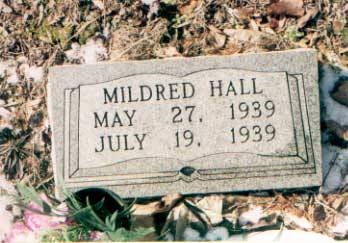 MILDRED HALL
MAY 27, 1939
JULY 19, 1939